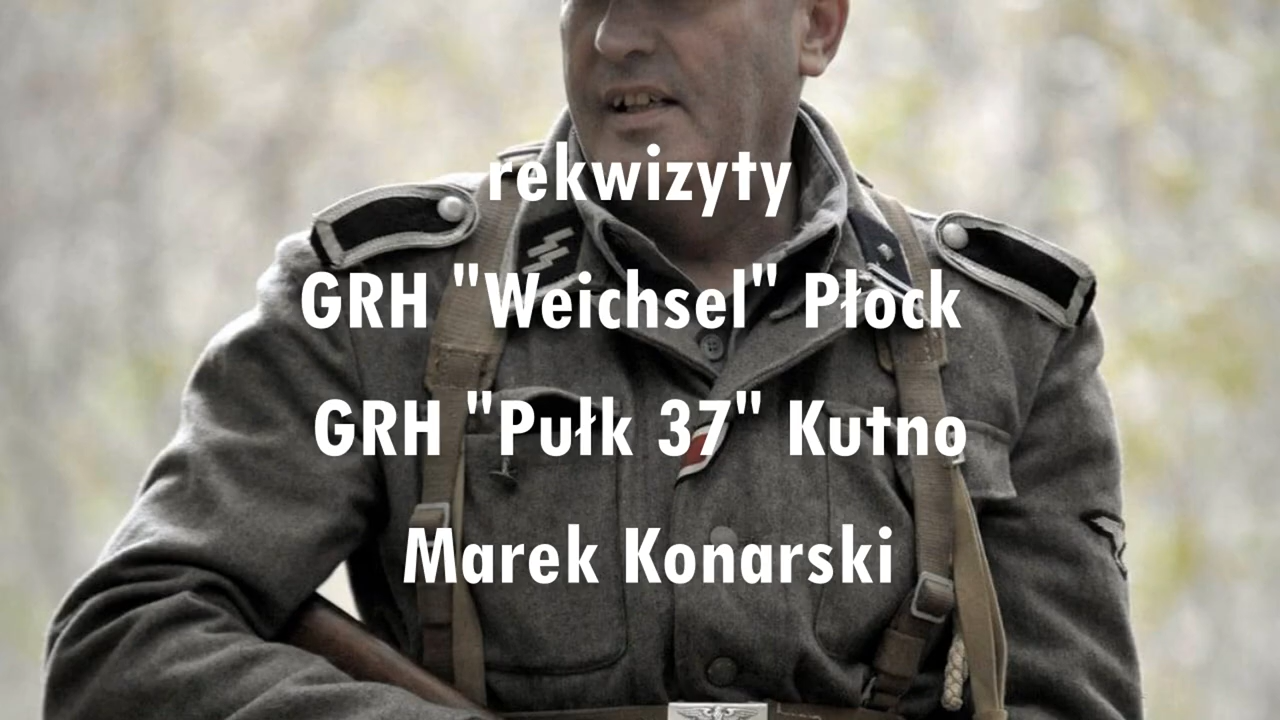 rekwizyty
GRH "Weichsel" Płock
GRH "Pułk 37" Kutno
Marek Konarski